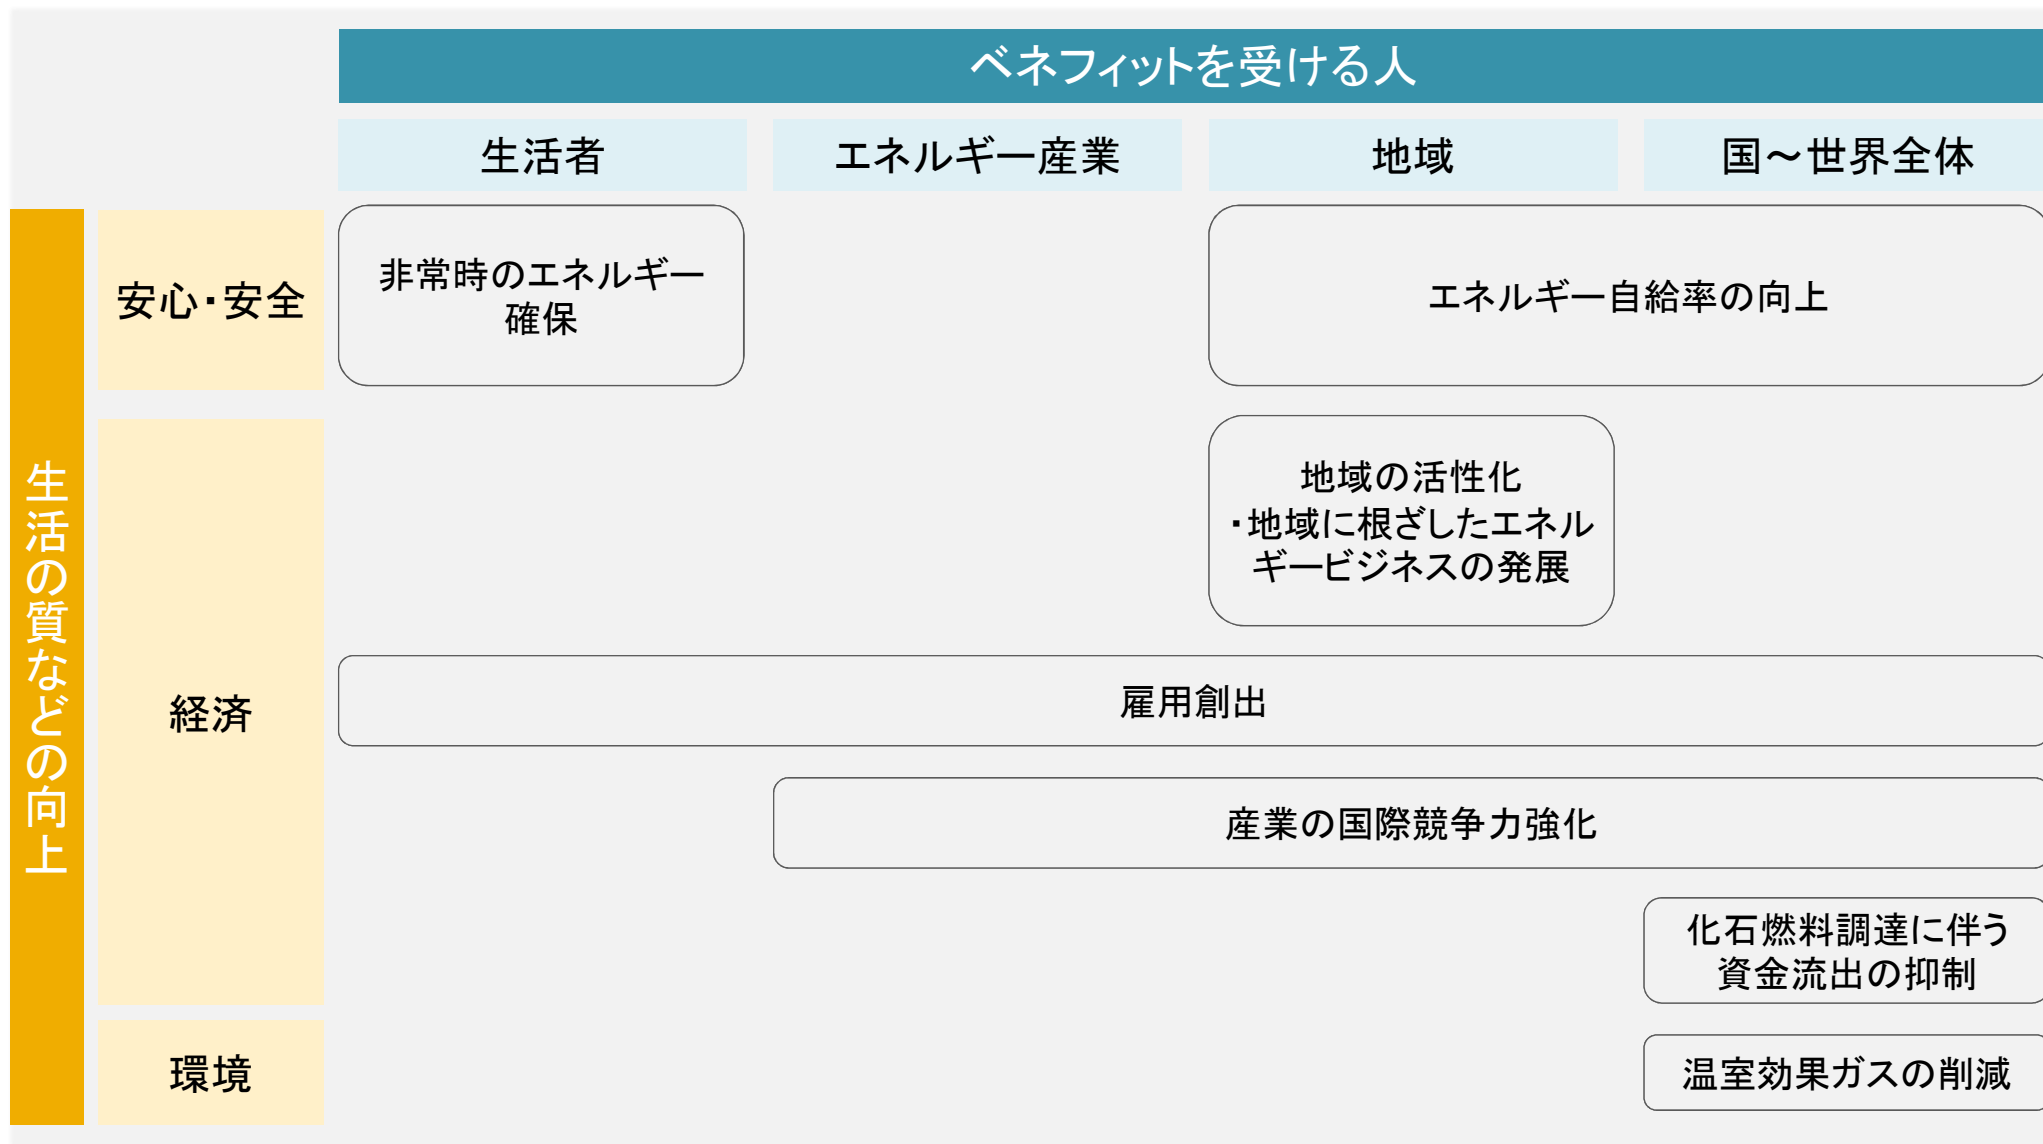 ベネフィットを受ける人
生活者
エネルギー産業
地域
国～世界全体
生活の質などの向上
安心・安全
非常時のエネルギー
確保
エネルギー自給率の向上
経済
地域の活性化
・地域に根ざしたエネル
ギービジネスの発展
雇用創出
産業の国際競争力強化
化石燃料調達に伴う
資金流出の抑制
環境
温室効果ガスの削減